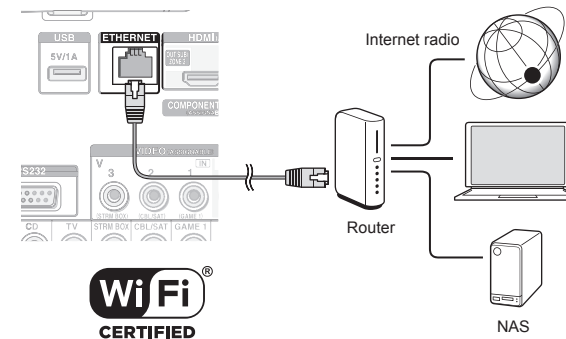 USB
ETHERNET
HDMI
5V/1A
OUT SUB/
ZONE 2
Internet radio
COMPONENT
VIDEO
IN
V
3
2
1
S232
(STRM BOX)
(CBL/SAT)
(GAME 1)
CD
TV
STRM BOX
CBL/SAT
GAME 1
Router
NAS
Wi Fi
®
CERTIFIED